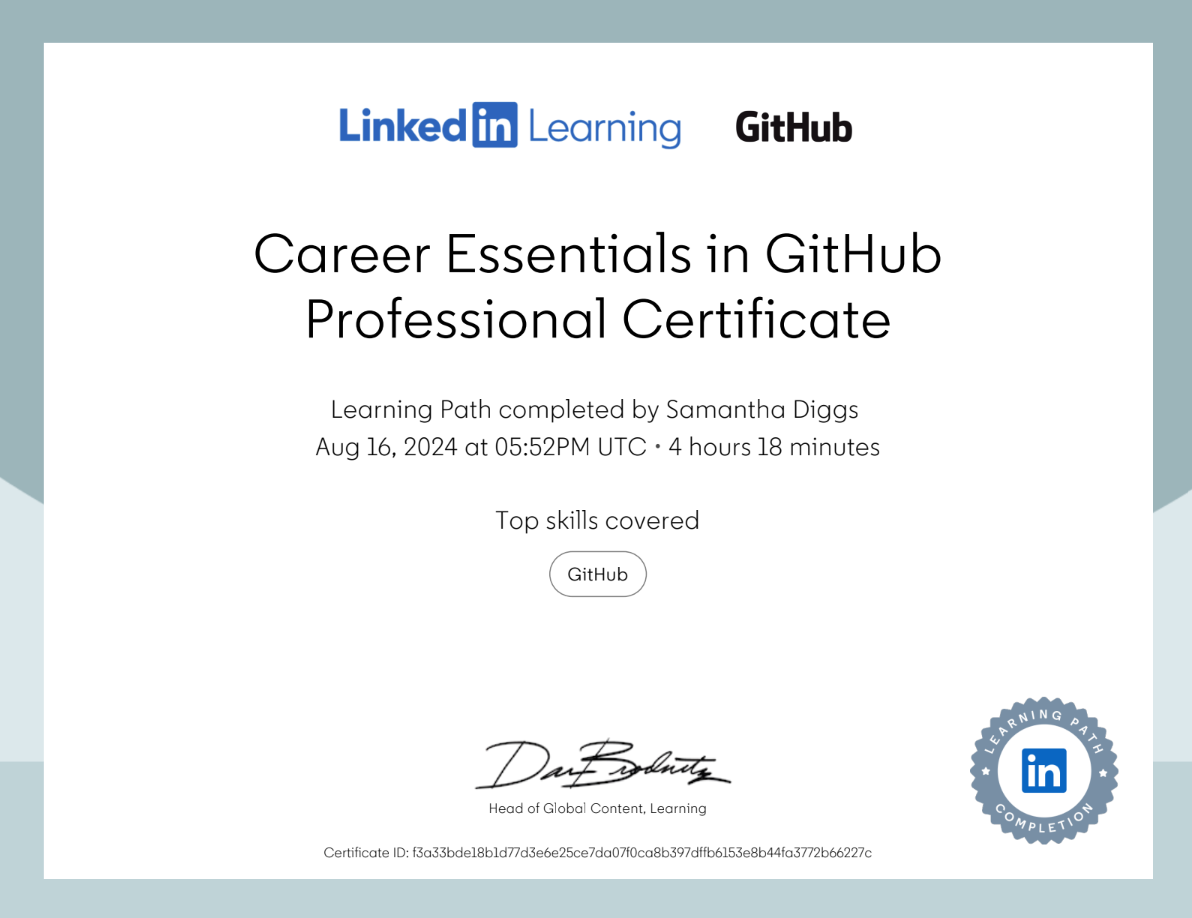 LinkedIn Learning GitHub
Career Essentials in GitHub
Professional Certificate
Learning Path completed by Samantha Diggs
Aug 16, 2024 at 05:52PM UTC • 4 hours 18 minutes
Top skills covered
GitHub
Dan Brodnitz
Head of Global Content, Learning
LEARNING PATH
in
COMPLETION
Certificate ID: f3a33bde18b1d77d3e6e25ce7da07f0ca8b397dffb6153e8b44fa3772b66227c